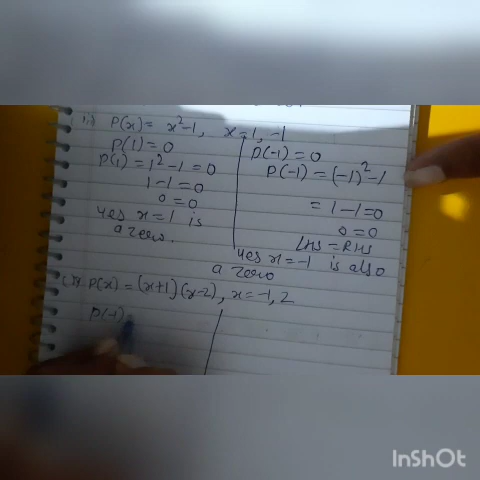 P(x) = x²-1, x=1, -1
P(1) = 0
P(1) = 1²-1 = 0
1-1=0
0=0
yes x=1 is
a zero.
P(-1) = 0
P(-1) = (-1)²-1
= 1-1=0
0=0
LHS = RHS
yes x=-1 is also
a zero
P(x) = (x+1)(x-2), x=-1, 2
P(-1)=
InShOt